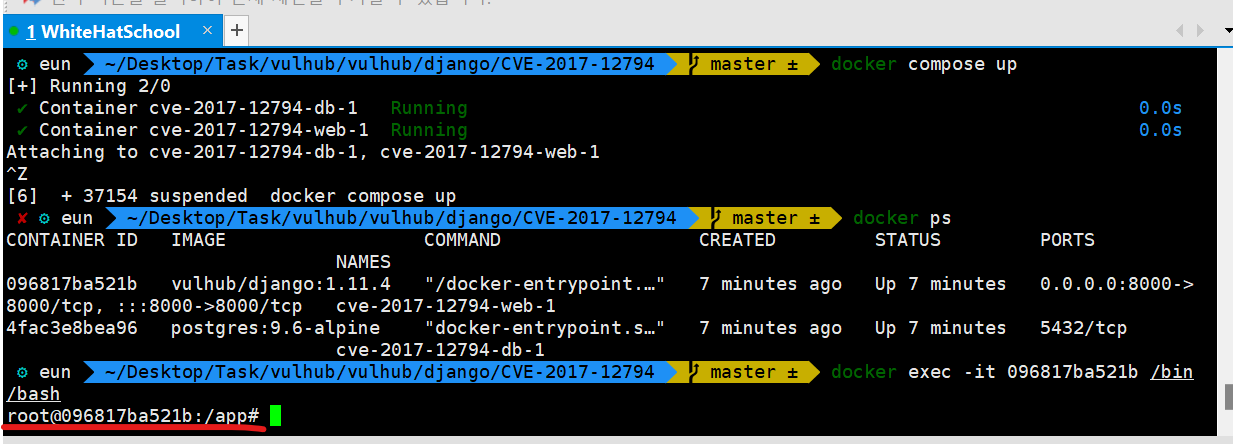 1 WhiteHatSchool × +
⚙ eun ~/Desktop/Task/vulhub/vulhub/django/CVE-2017-12794 master ± docker compose up
[+] Running 2/0
✔ Container cve-2017-12794-db-1 Running 0.0s
✔ Container cve-2017-12794-web-1 Running 0.0s
Attaching to cve-2017-12794-db-1, cve-2017-12794-web-1
^Z
[6] + 37154 suspended docker compose up
✘ ⚙ eun ~/Desktop/Task/vulhub/vulhub/django/CVE-2017-12794 master ± docker ps
CONTAINER ID IMAGE COMMAND CREATED STATUS PORTS
NAMES
096817ba521b vulhub/django:1.11.4 "/docker-entrypoint.…" 7 minutes ago Up 7 minutes 0.0.0.0:8000->
8000/tcp, :::8000->8000/tcp cve-2017-12794-web-1
4fac3e8bea96 postgres:9.6-alpine "docker-entrypoint.s…" 7 minutes ago Up 7 minutes 5432/tcp
cve-2017-12794-db-1
⚙ eun ~/Desktop/Task/vulhub/vulhub/django/CVE-2017-12794 master ± docker exec -it 096817ba521b /bin
/bash
root@096817ba521b:/app#